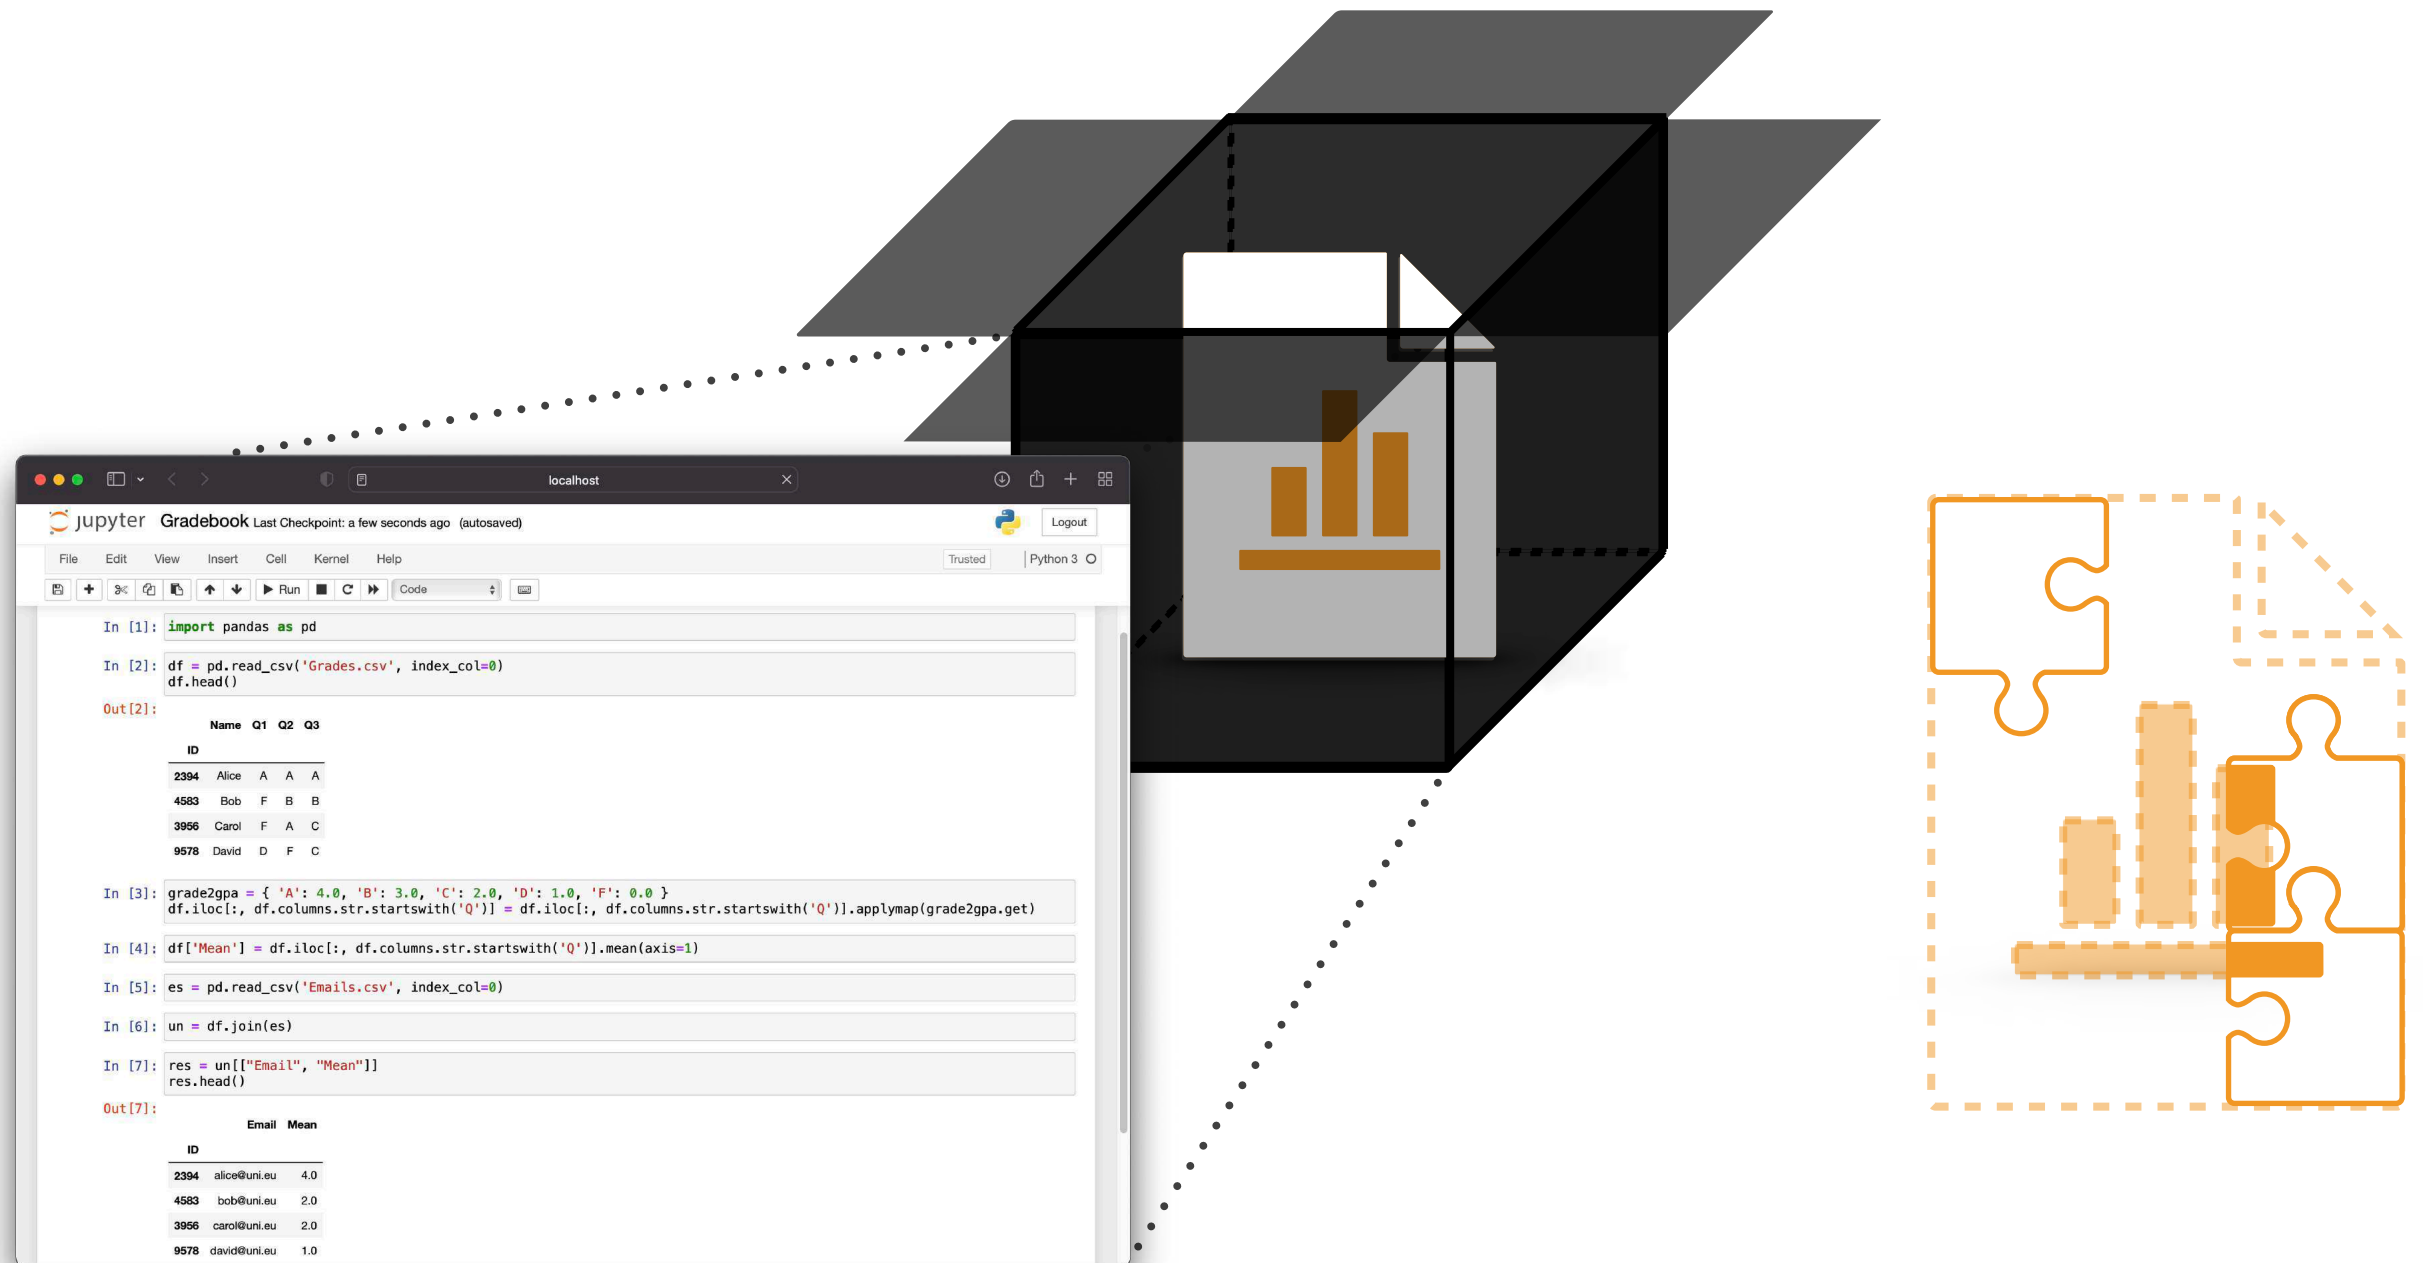 localhost
jupyter Gradebook Last Checkpoint: a few seconds ago (autosaved)
Logout
File Edit View Insert Cell Kernel Help
Trusted
Python 3
Run
Code
In [1]: import pandas as pd
In [2]: df = pd.read_csv('Grades.csv', index_col=0)
df.head()
Out[2]:
Name Q1 Q2 Q3
ID
2394 Alice A A A
4583 Bob F B B
3956 Carol F A C
9578 David D F C
In [3]: grade2gpa = { 'A': 4.0, 'B': 3.0, 'C': 2.0, 'D': 1.0, 'F': 0.0 }
df.iloc[:, df.columns.str.startswith('Q')] = df.iloc[:, df.columns.str.startswith('Q')].applymap(grade2gpa.get)
In [4]: df['Mean'] = df.iloc[:, df.columns.str.startswith('Q')].mean(axis=1)
In [5]: es = pd.read_csv('Emails.csv', index_col=0)
In [6]: un = df.join(es)
In [7]: res = un[["Email", "Mean"]]
res.head()
Out[7]:
Email Mean
ID
2394 alice@uni.eu 4.0
4583 bob@uni.eu 2.0
3956 carol@uni.eu 2.0
9578 david@uni.eu 1.0